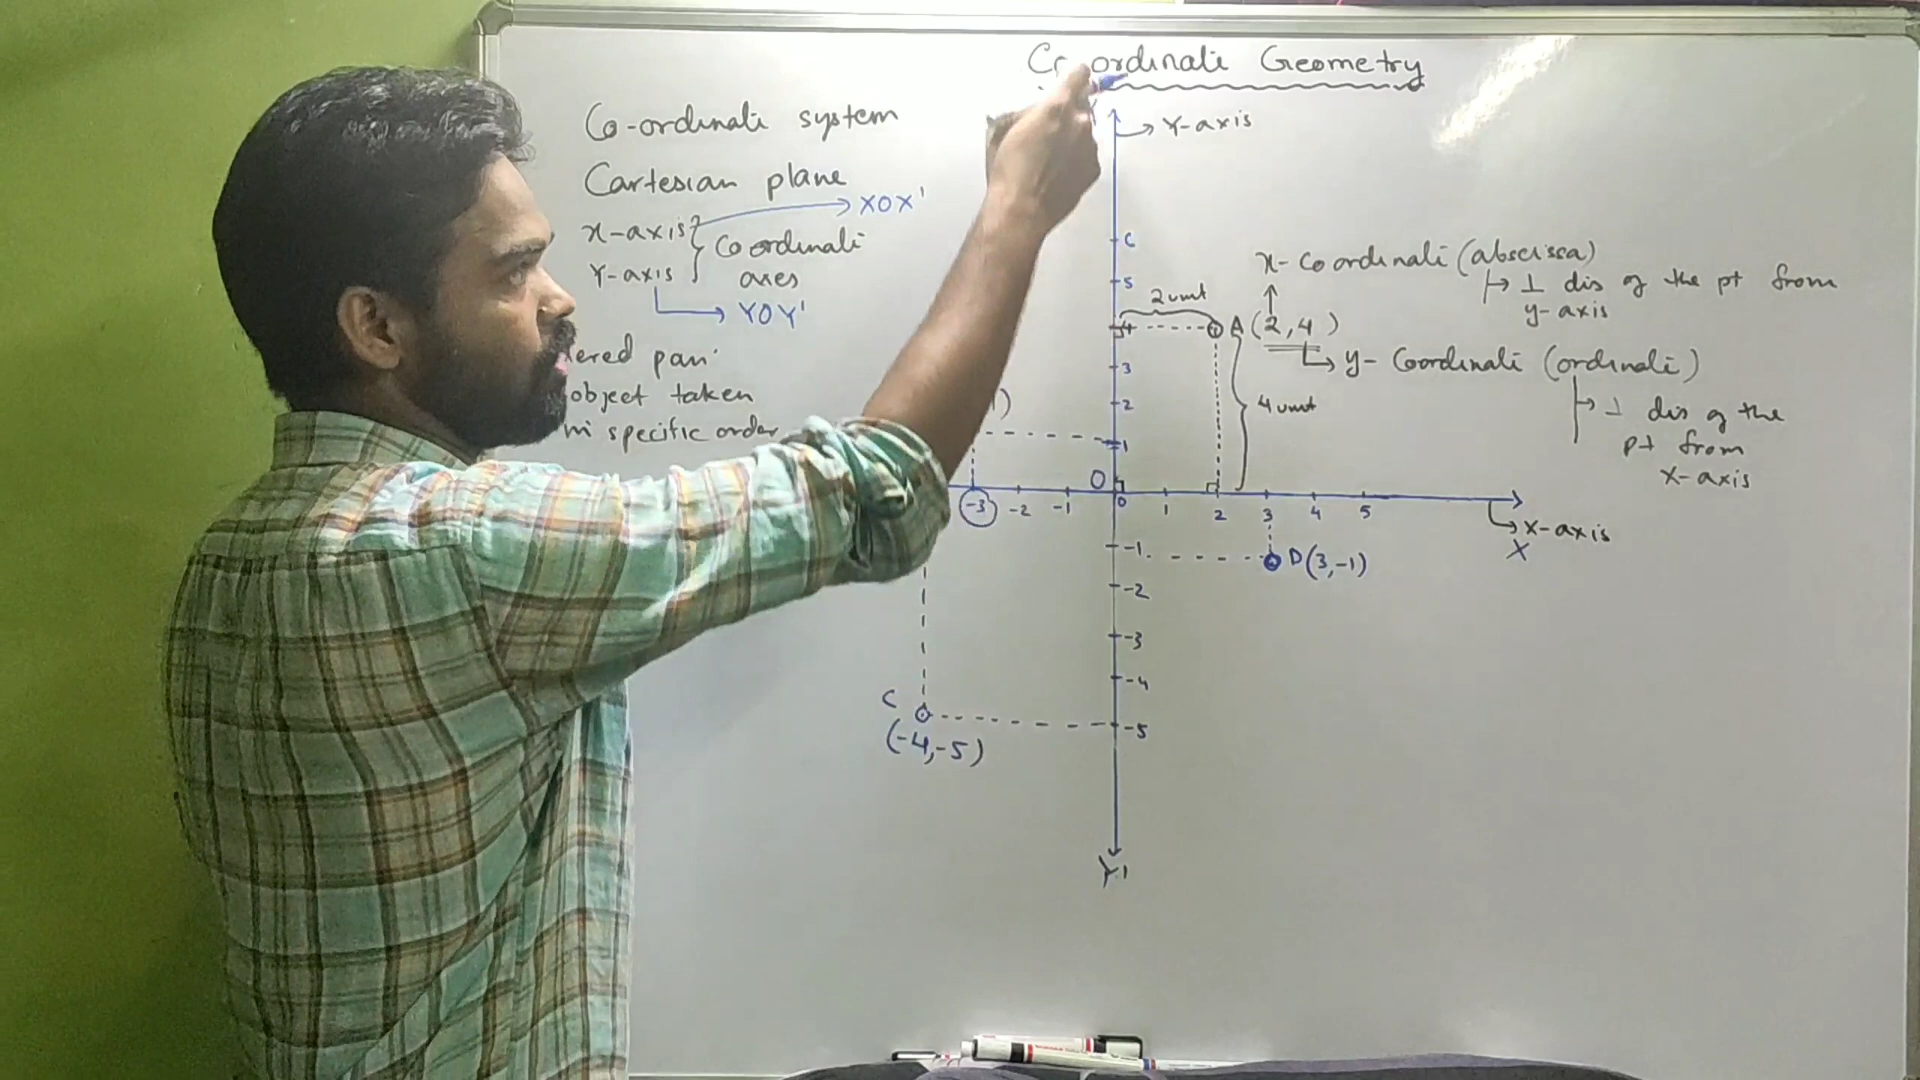 Co-ordinate Geometry
Co-ordinate system
Cartesian plane
x-axis
Y-axis
Coordinate
axes
XOX'
YOY'
ered pair
object taken
in specific order
Y-axis
6
5
4
3
2
1
O
0
-1
-2
-3
-4
-5
Y'
-3 -2 -1
1 2 3 4 5
X-axis
X
2 unit
4 unit
A (2,4)
x-Coordinate (abscissa)
⊥ dis of the pt from
y-axis
y-Coordinate (ordinate)
⊥ dis of the
pt from
x-axis
1)
D(3,-1)
C
(-4,-5)